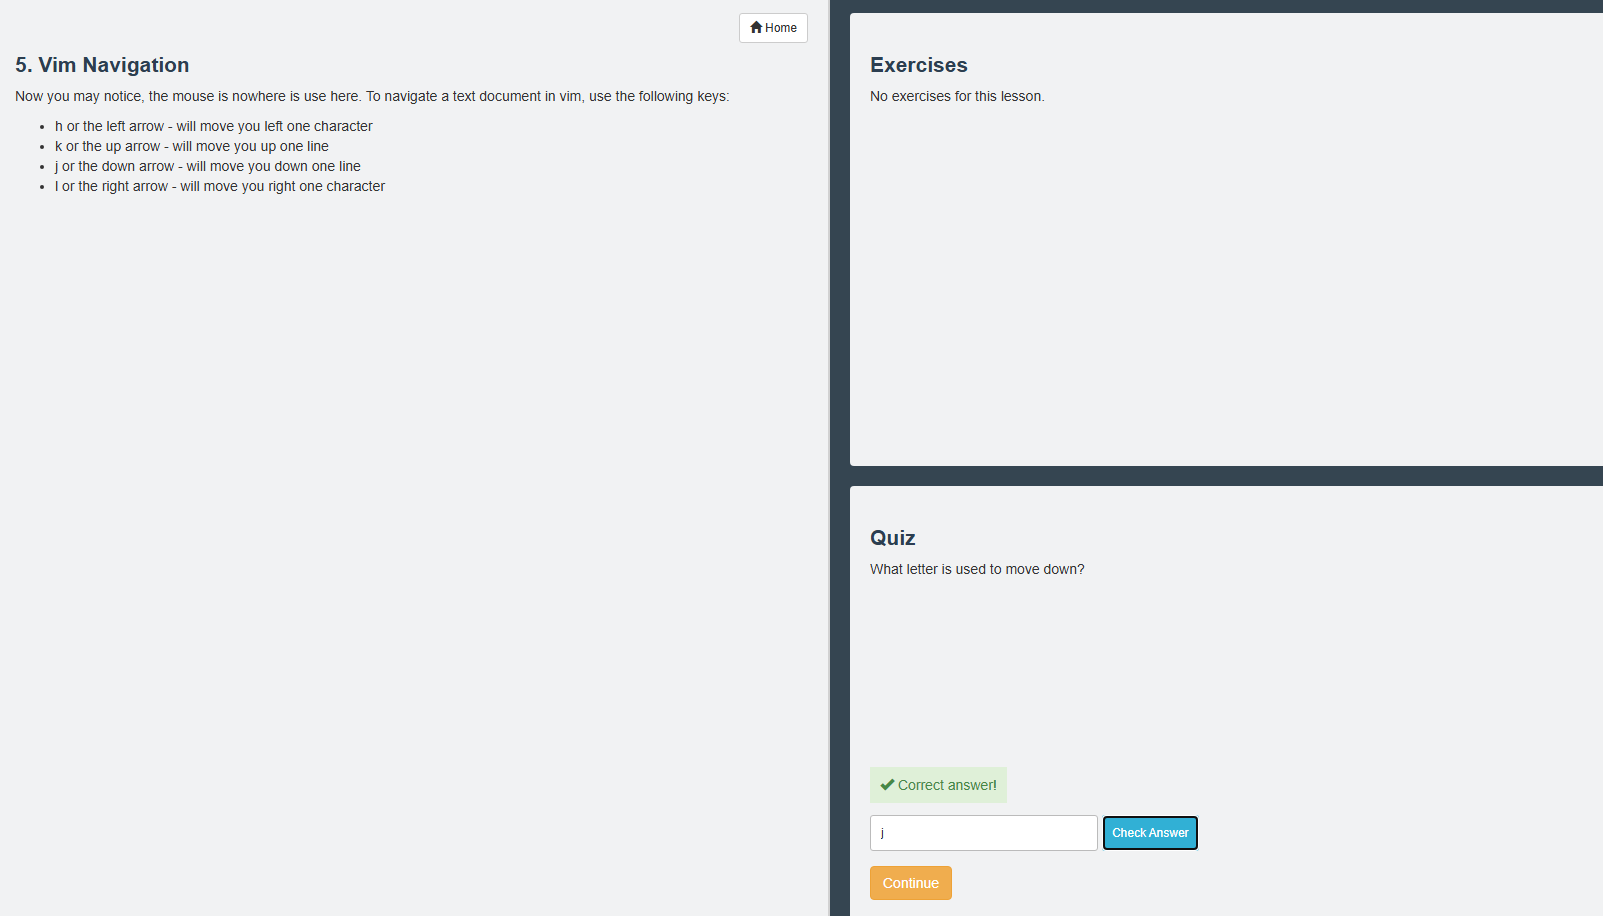 Home
5. Vim Navigation
Now you may notice, the mouse is nowhere is use here. To navigate a text document in vim, use the following keys:
• h or the left arrow - will move you left one character
• k or the up arrow - will move you up one line
• j or the down arrow - will move you down one line
• l or the right arrow - will move you right one character
Exercises
No exercises for this lesson.
Quiz
What letter is used to move down?
✔ Correct answer!
j
Check Answer
Continue